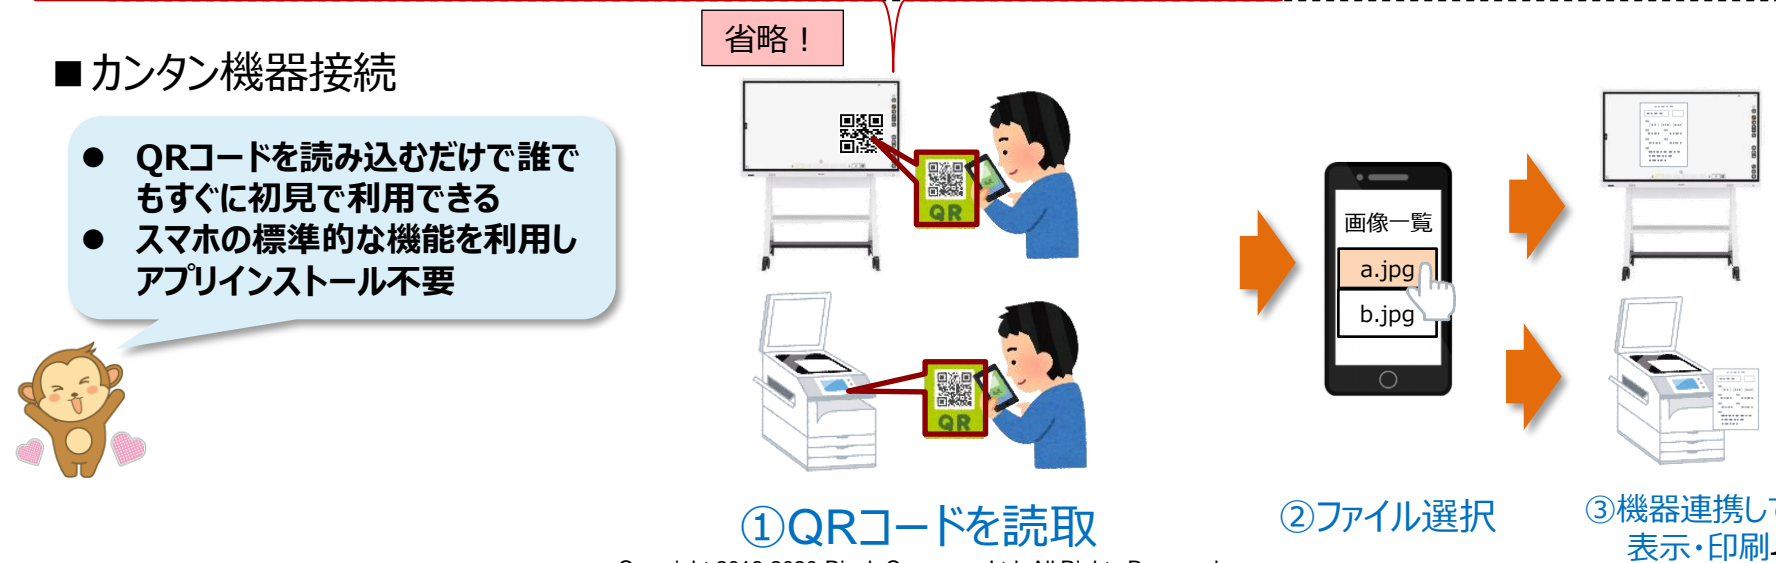 省略！
■カンタン機器接続
● QRコードを読み込むだけで誰で
もすぐに初見で利用できる
● スマホの標準的な機能を利用し
アプリインストール不要
QR
QR
画像一覧
a.jpg
b.jpg
①QRコードを読取
②ファイル選択
③機器連携して
表示・印刷